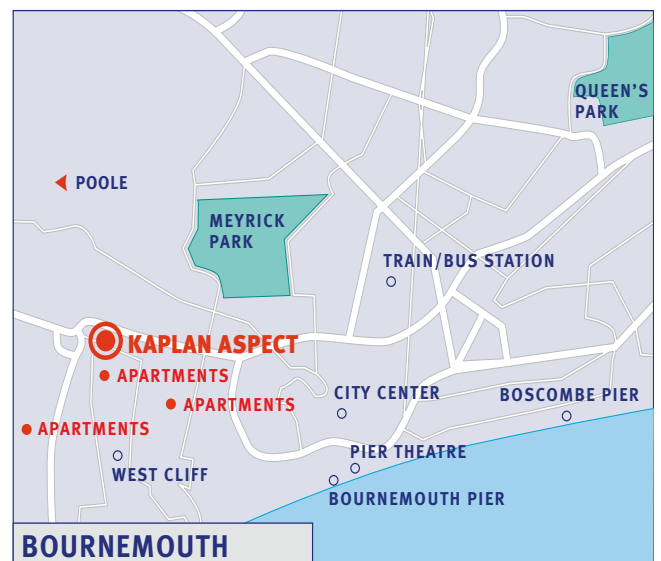 QUEEN'S
PARK
POOLE
MEYRICK
PARK
TRAIN/BUS STATION
KAPLAN ASPECT
APARTMENTS
APARTMENTS
CITY CENTER
BOSCOMBE PIER
APARTMENTS
PIER THEATRE
WEST CLIFF
BOURNEMOUTH PIER
BOURNEMOUTH